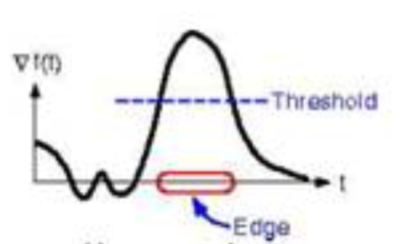 ∇ f(t)
Threshold
t
Edge